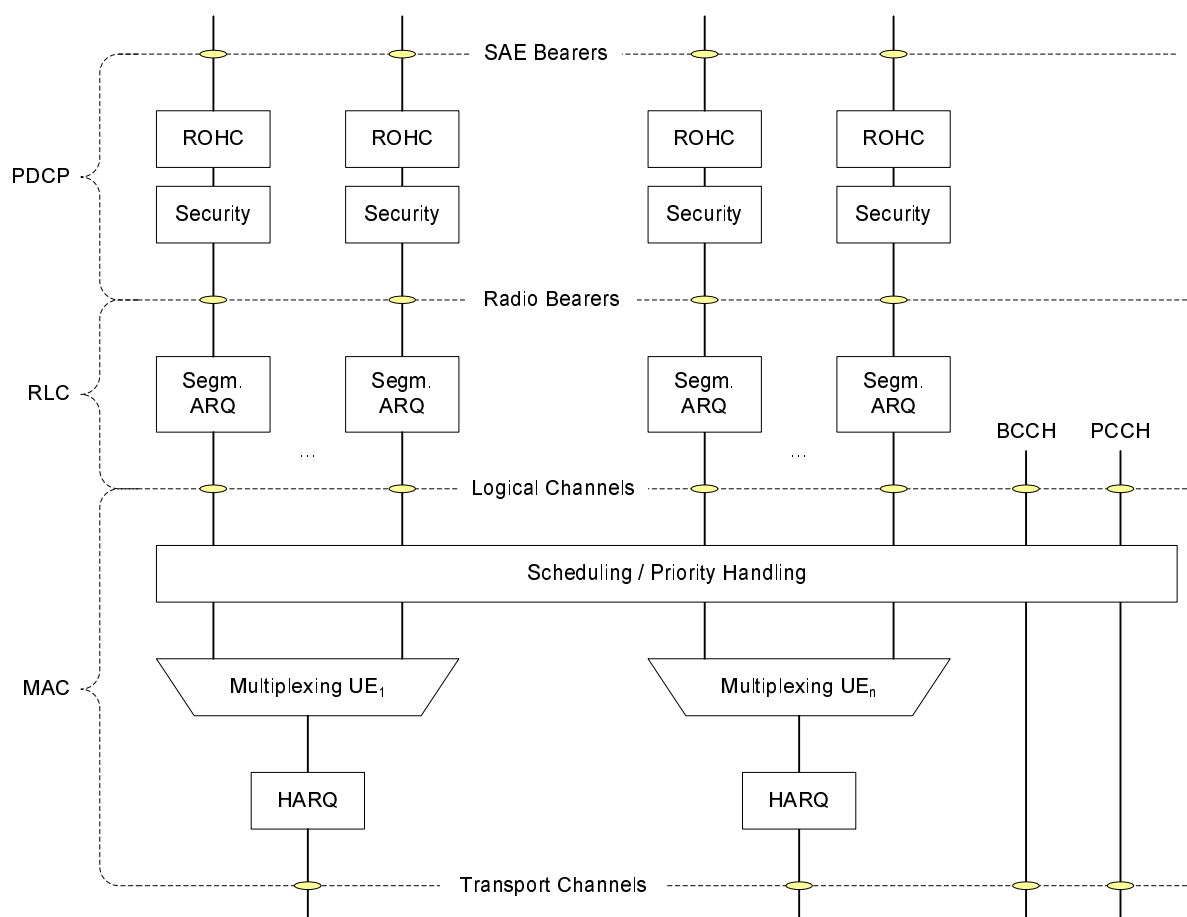 SAE Bearers
ROHC
ROHC
ROHC
ROHC
PDCP
Security
Security
Security
Security
Radio Bearers
Segm.
ARQ
Segm.
ARQ
Segm.
ARQ
Segm.
ARQ
RLC
BCCH
PCCH
...
...
Logical Channels
Scheduling / Priority Handling
Multiplexing UE1
Multiplexing UEn
MAC
HARQ
HARQ
Transport Channels